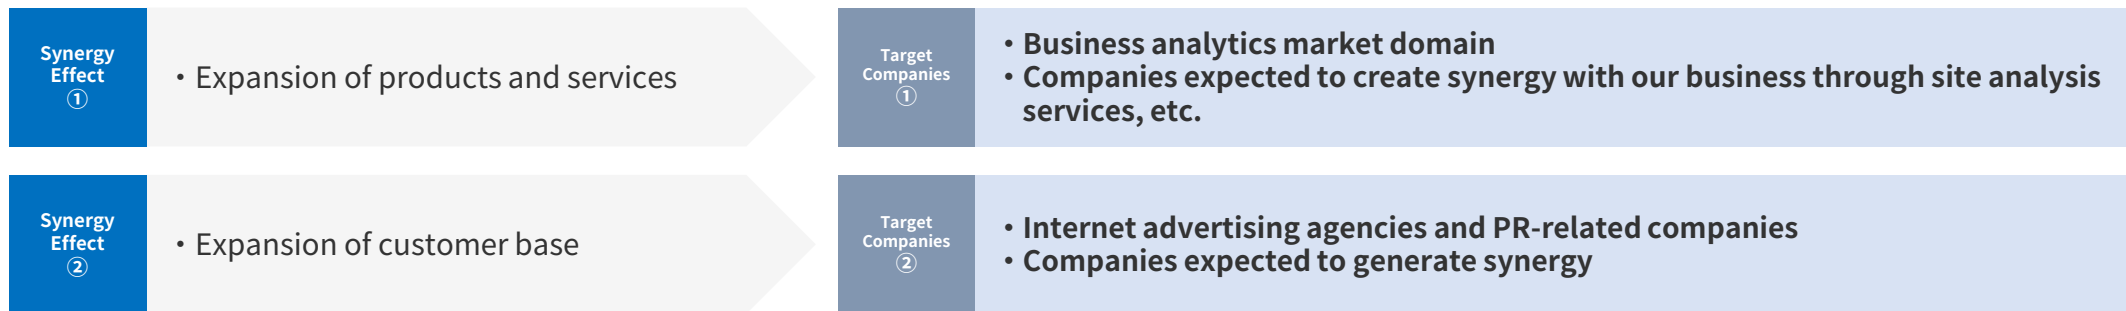 Synergy
Effect
①
・Expansion of products and services
Target
Companies
①
・Business analytics market domain
・Companies expected to create synergy with our business through site analysis
services, etc.
Synergy
Effect
②
・Expansion of customer base
Target
Companies
②
・Internet advertising agencies and PR-related companies
・Companies expected to generate synergy